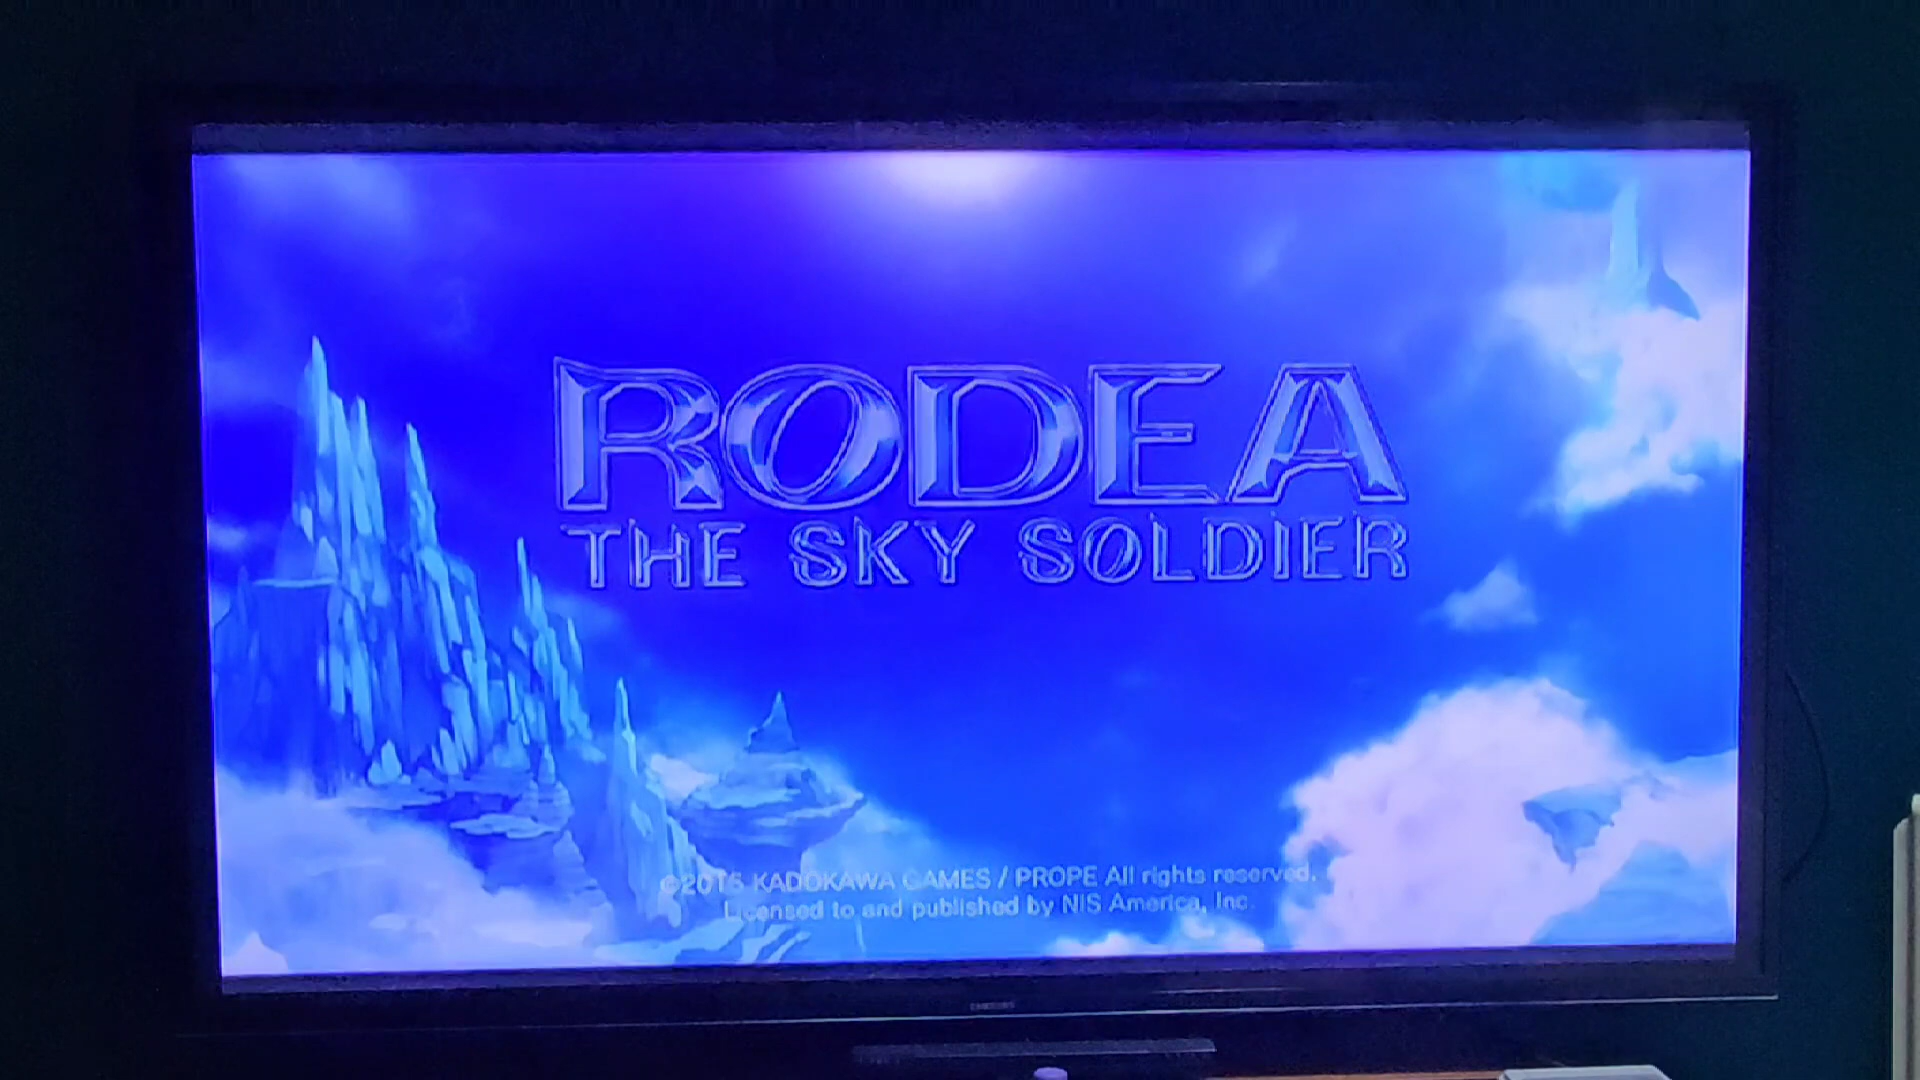 RODEA
THE SKY SOLDIER
©2015 KADOKAWA GAMES / PROPE All rights reserved.
Licensed to and published by NIS America, Inc.
SAMSUNG